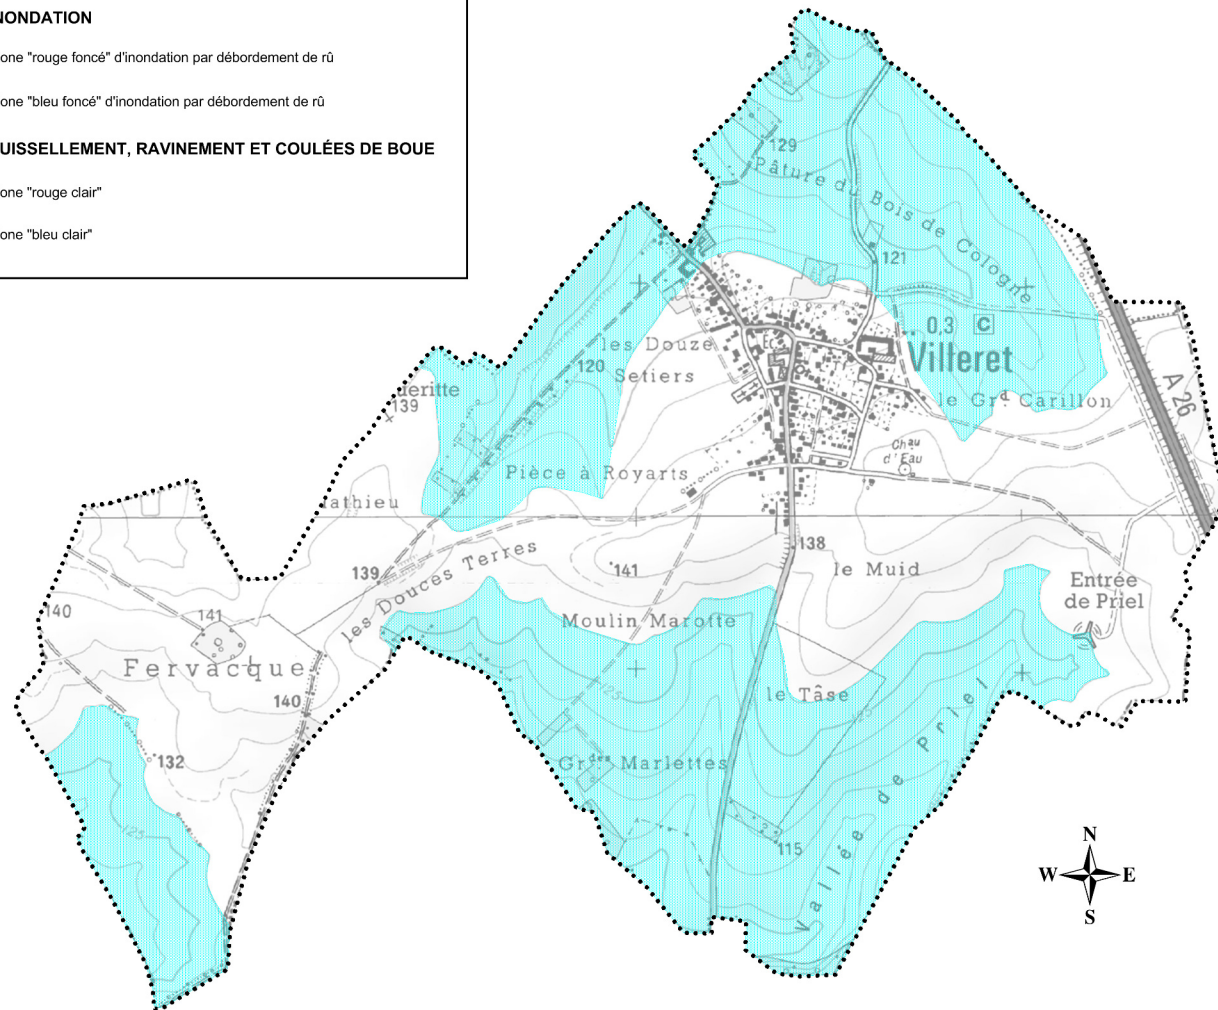 NONDATION
one "rouge foncé" d'inondation par débordement de rû
one "bleu foncé" d'inondation par débordement de rû
UISSELLEMENT, RAVINEMENT ET COULÉES DE BOUE
one "rouge clair"
one "bleu clair"
129
Pâture du Bois de Cologne
121
0,3 C
Villeret
les Douze
Setiers
Ec.
120
ueritte
139
le Grd Carillon
A 26
Chau
d'Eau
Pièce à Royarts
athieu
138
139
les Douces Terres
141
le Muid
Entrée
de Priel
140
141
Moulin Marotte
Fervacque
125
le Tâse
140
132
Grdes Marlettes
Vallée de Priel
125
115
N
W E
S